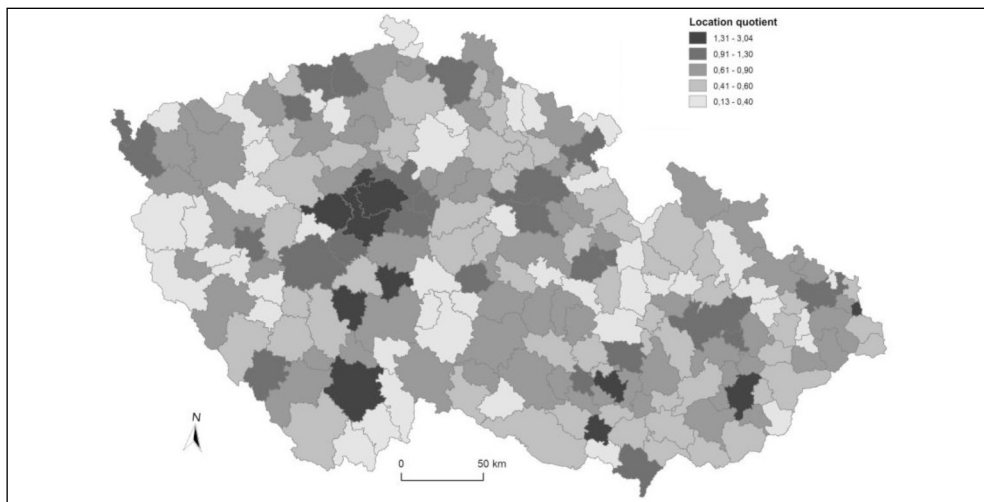 Location quotient
1,31 - 3,04
0,91 - 1,30
0,61 - 0,90
0,41 - 0,60
0,13 - 0,40
N
0
50 km